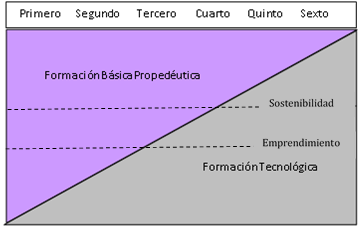 Primero Segundo Tercero Cuarto Quinto Sexto
Formación Básica Propedéutica
Sostenibilidad
Emprendimiento
Formación Tecnológica